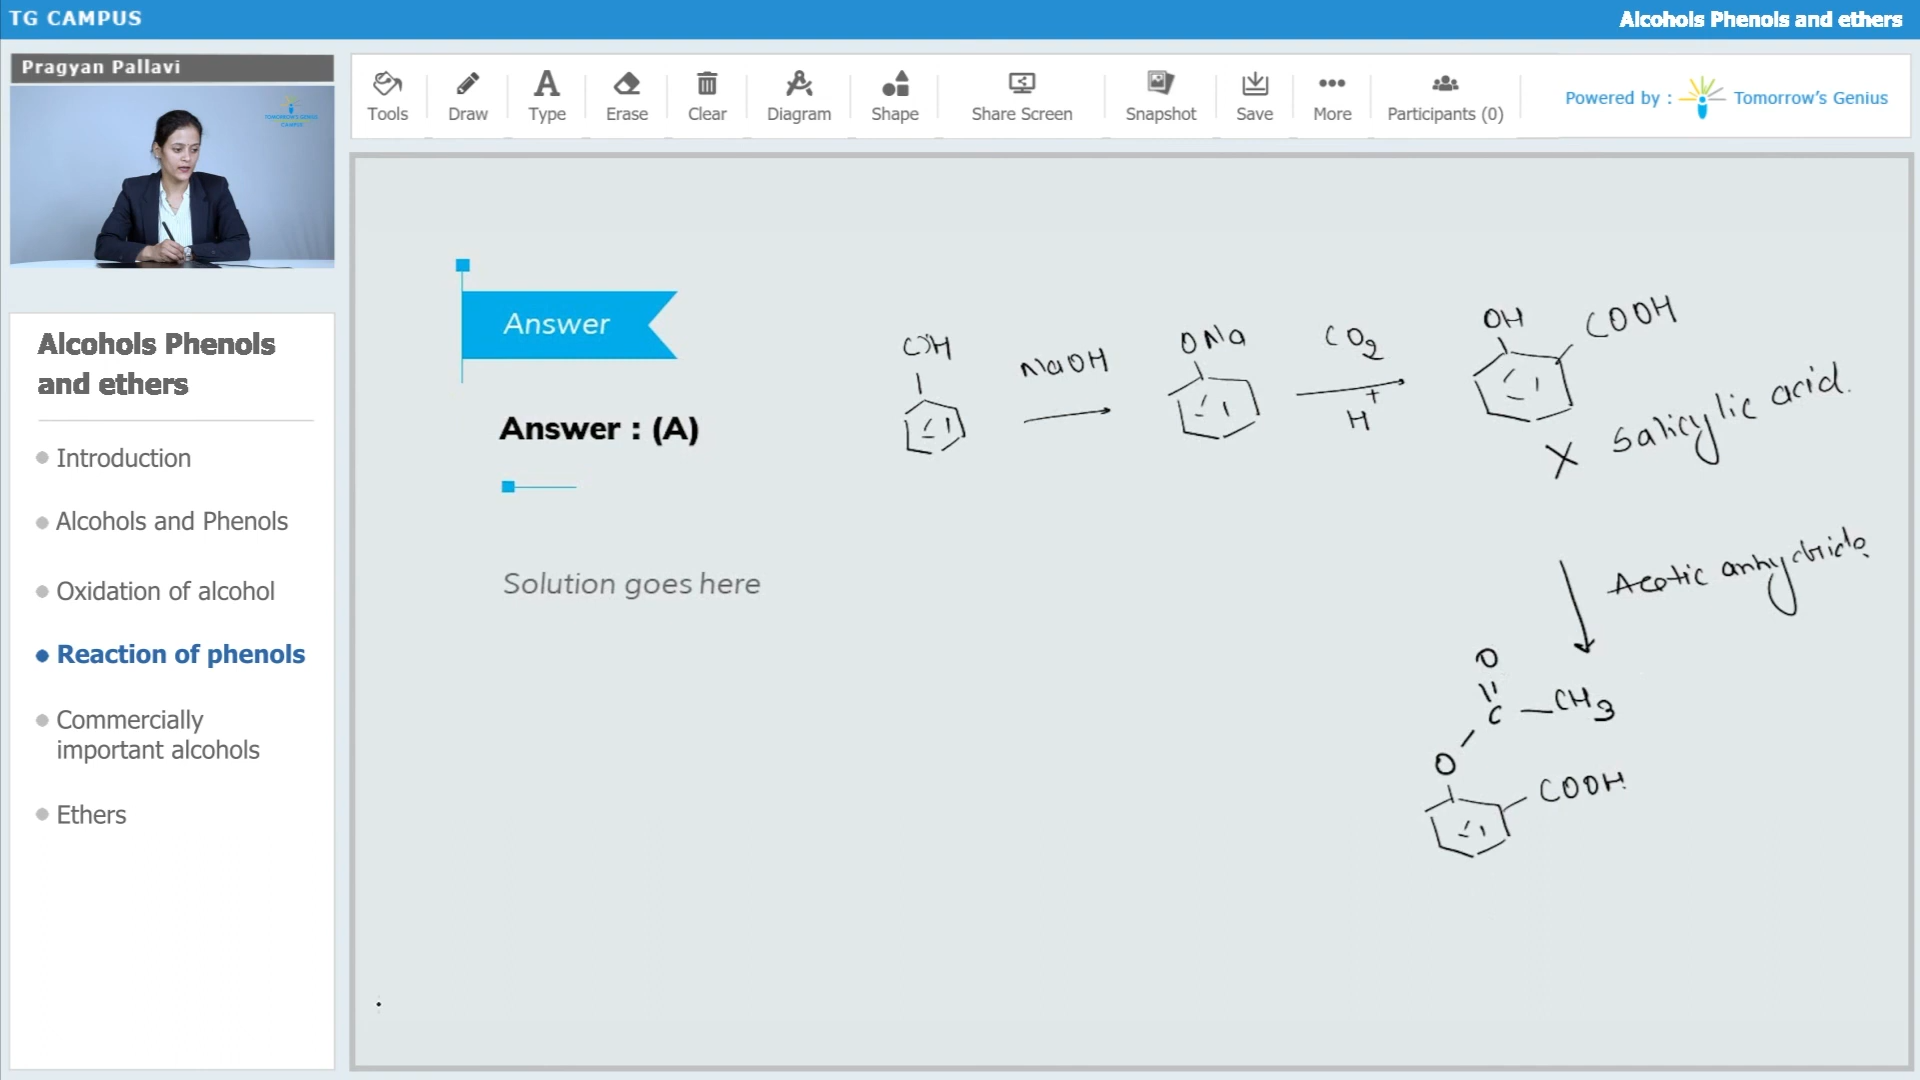 TG CAMPUS
Alcohols Phenols and ethers
Pragyan Pallavi
TOMORROW'S GENIUS
CAMPUS
Tools
Draw
Type
Erase
Clear
Diagram
Shape
Share Screen
Snapshot
Save
More
Participants (0)
Powered by :
Tomorrow's Genius
Alcohols Phenols
and ethers
Introduction
Alcohols and Phenols
Oxidation of alcohol
Reaction of phenols
Commercially
important alcohols
Ethers
Answer
Answer : (A)
Solution goes here
OH
NaOH
ONa
CO2
H+
OH
COOH
X salicylic acid.
Acetic anhydride
O
C
CH3
O
COOH